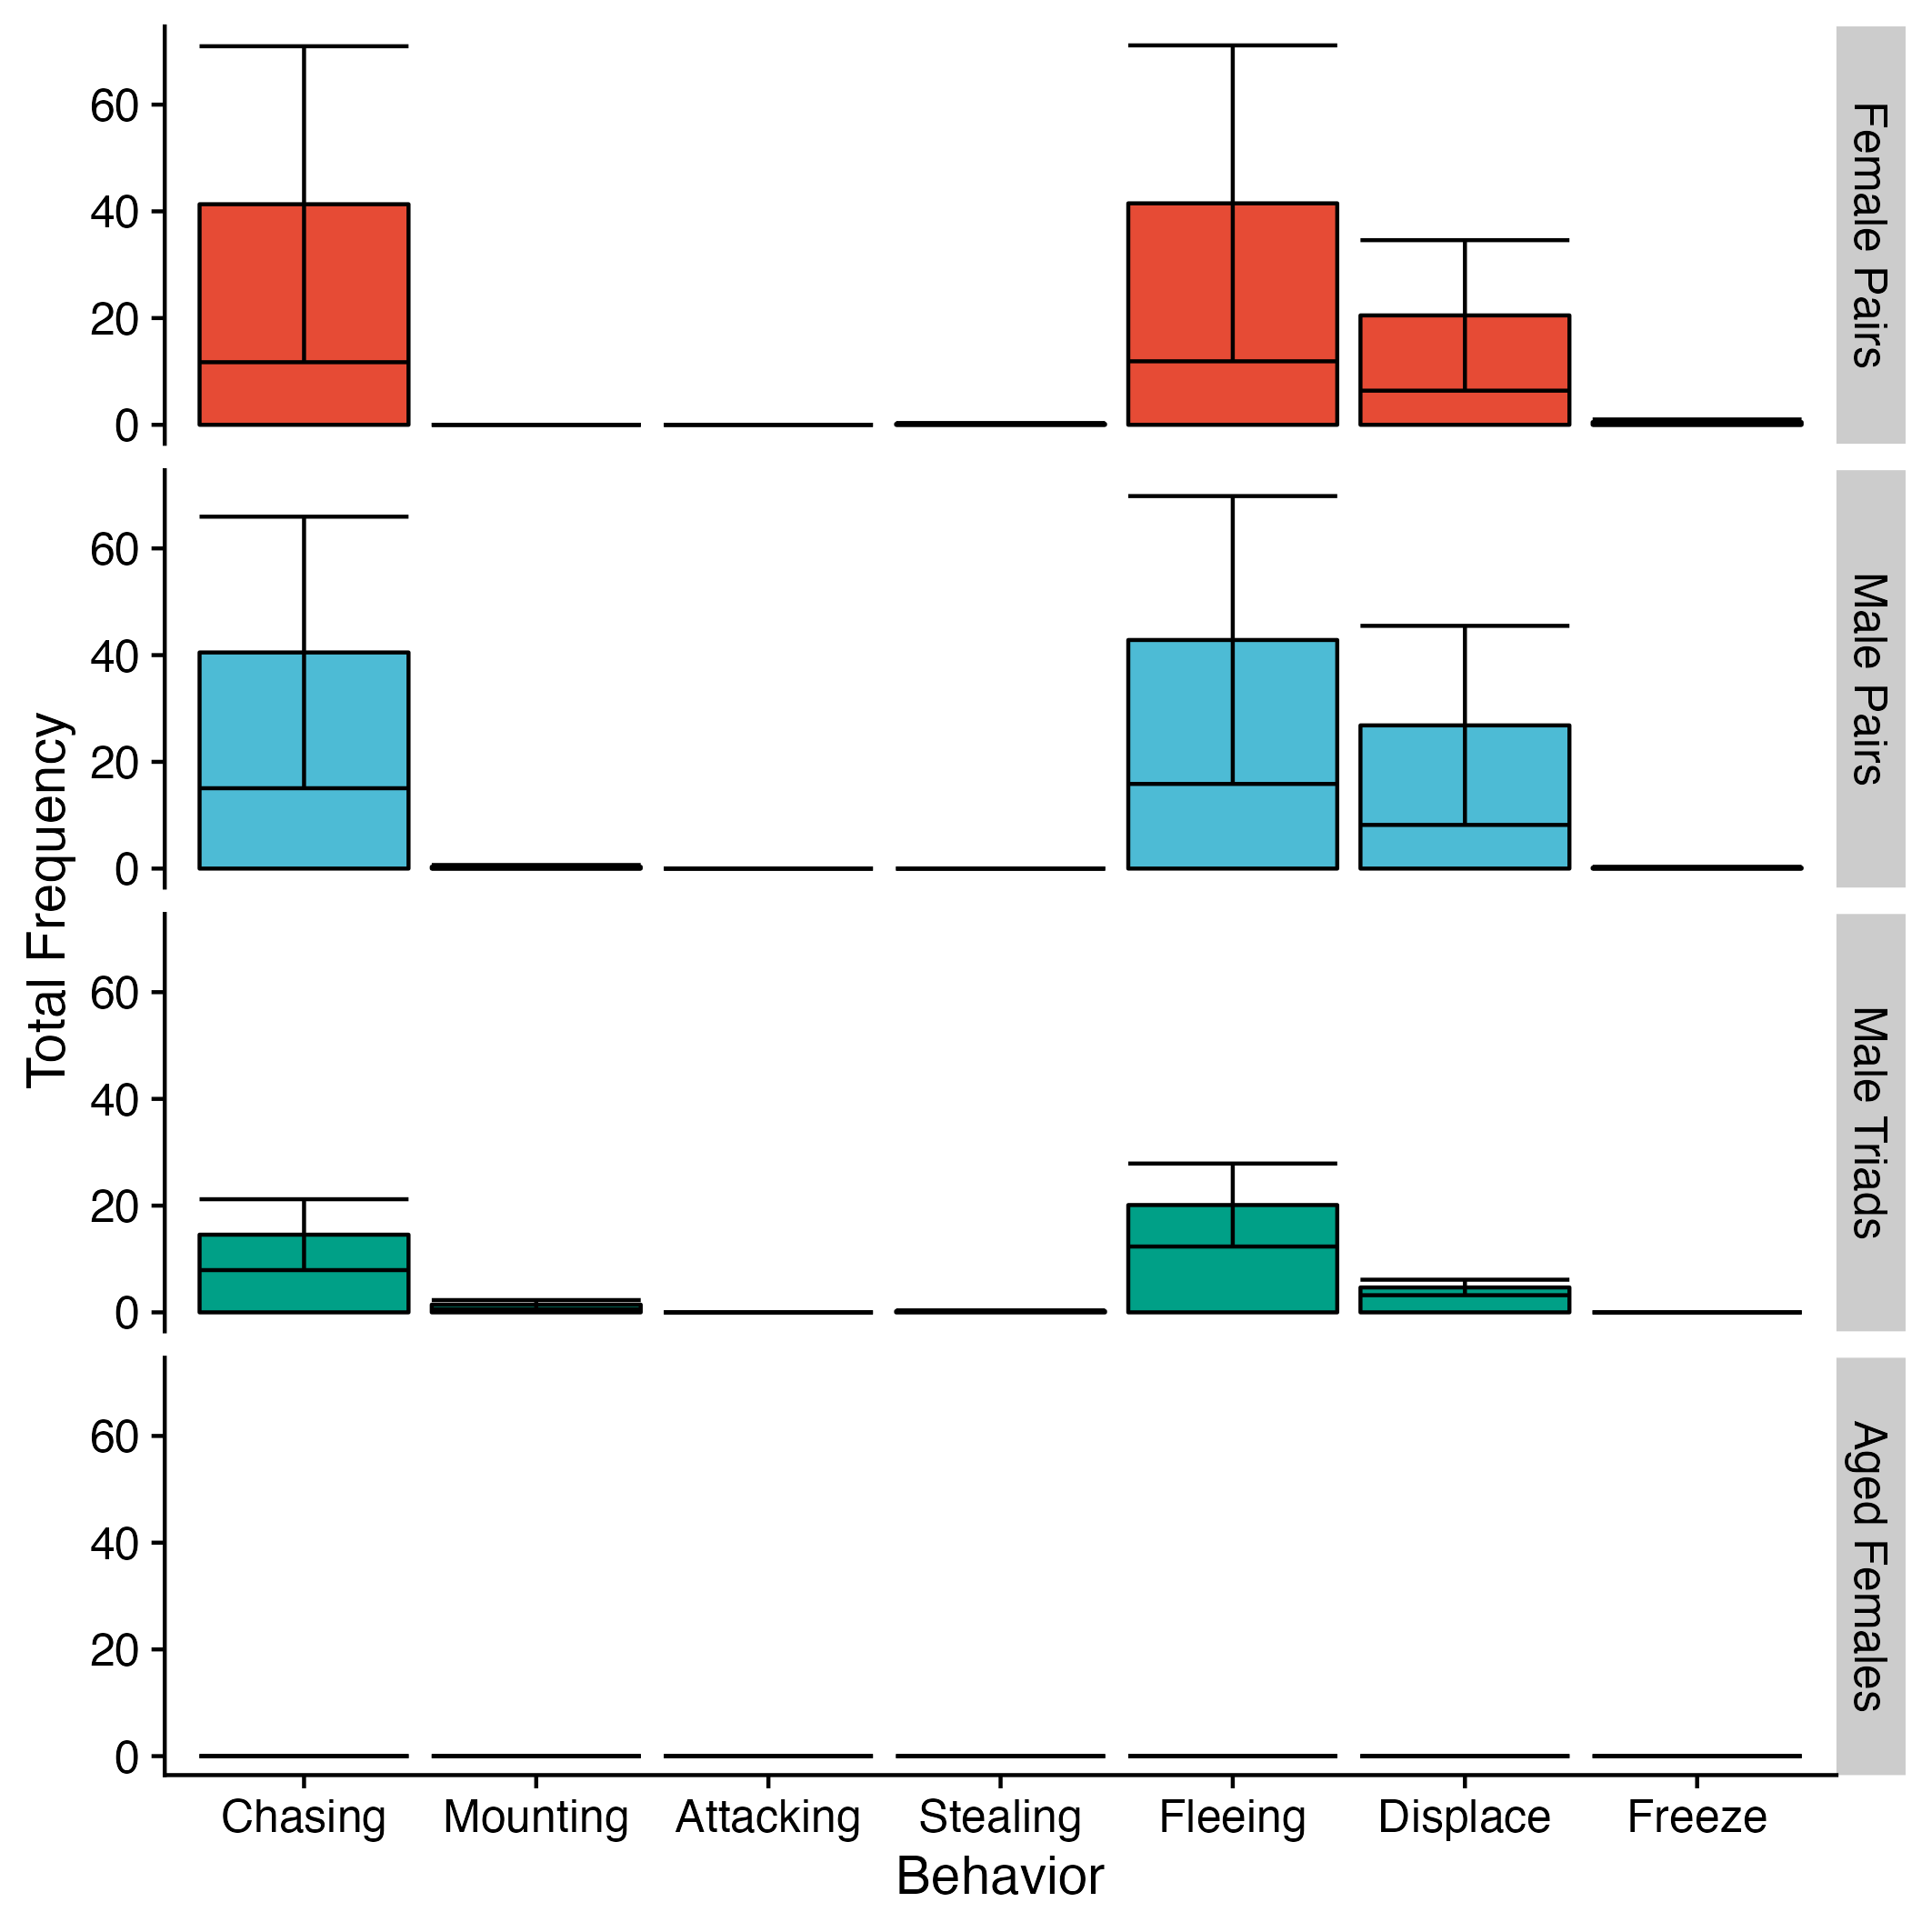 Total Frequency
60
40
20
0
Female Pairs
60
40
20
0
Male Pairs
60
40
20
0
Male Triads
60
40
20
0
Aged Females
Chasing Mounting Attacking Stealing Fleeing Displace Freeze
Behavior